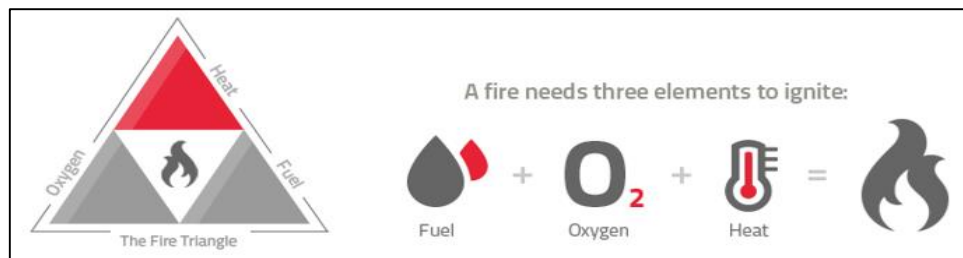 Heat
Oxygen
Fuel
The Fire Triangle
A fire needs three elements to ignite:
+ O2 + =
Fuel Oxygen Heat